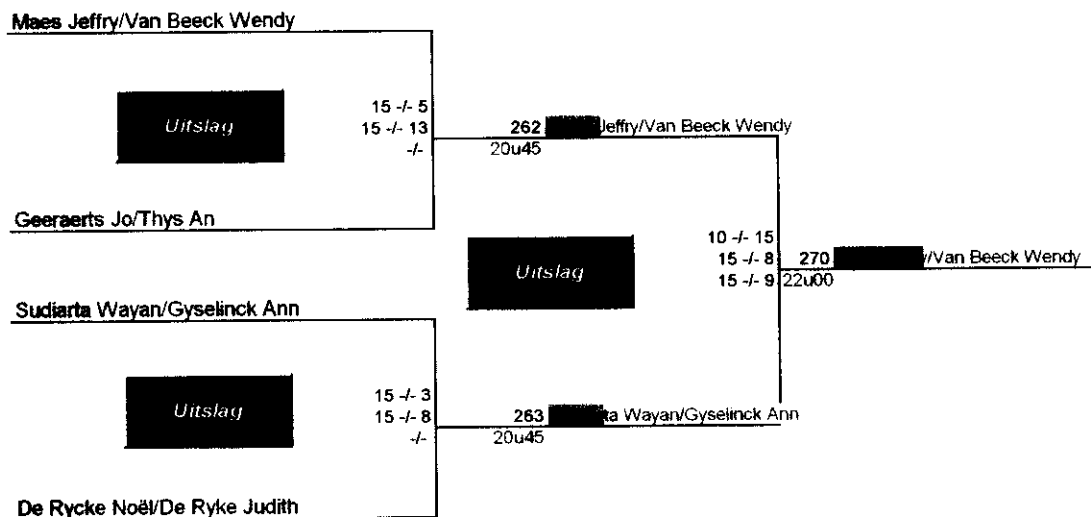 Maes Jeffry/Van Beeck Wendy
Uitslag
15 -/- 5
15 -/- 13
-/-
262 Jeffry/Van Beeck Wendy
20u45
Geeraerts Jo/Thys An
Uitslag
10 -/- 15
15 -/- 8
15 -/- 9
270 /Van Beeck Wendy
22u00
Sudiarta Wayan/Gyselinck Ann
Uitslag
15 -/- 3
15 -/- 8
-/-
263 ta Wayan/Gyselinck Ann
20u45
De Rycke Noël/De Ryke Judith